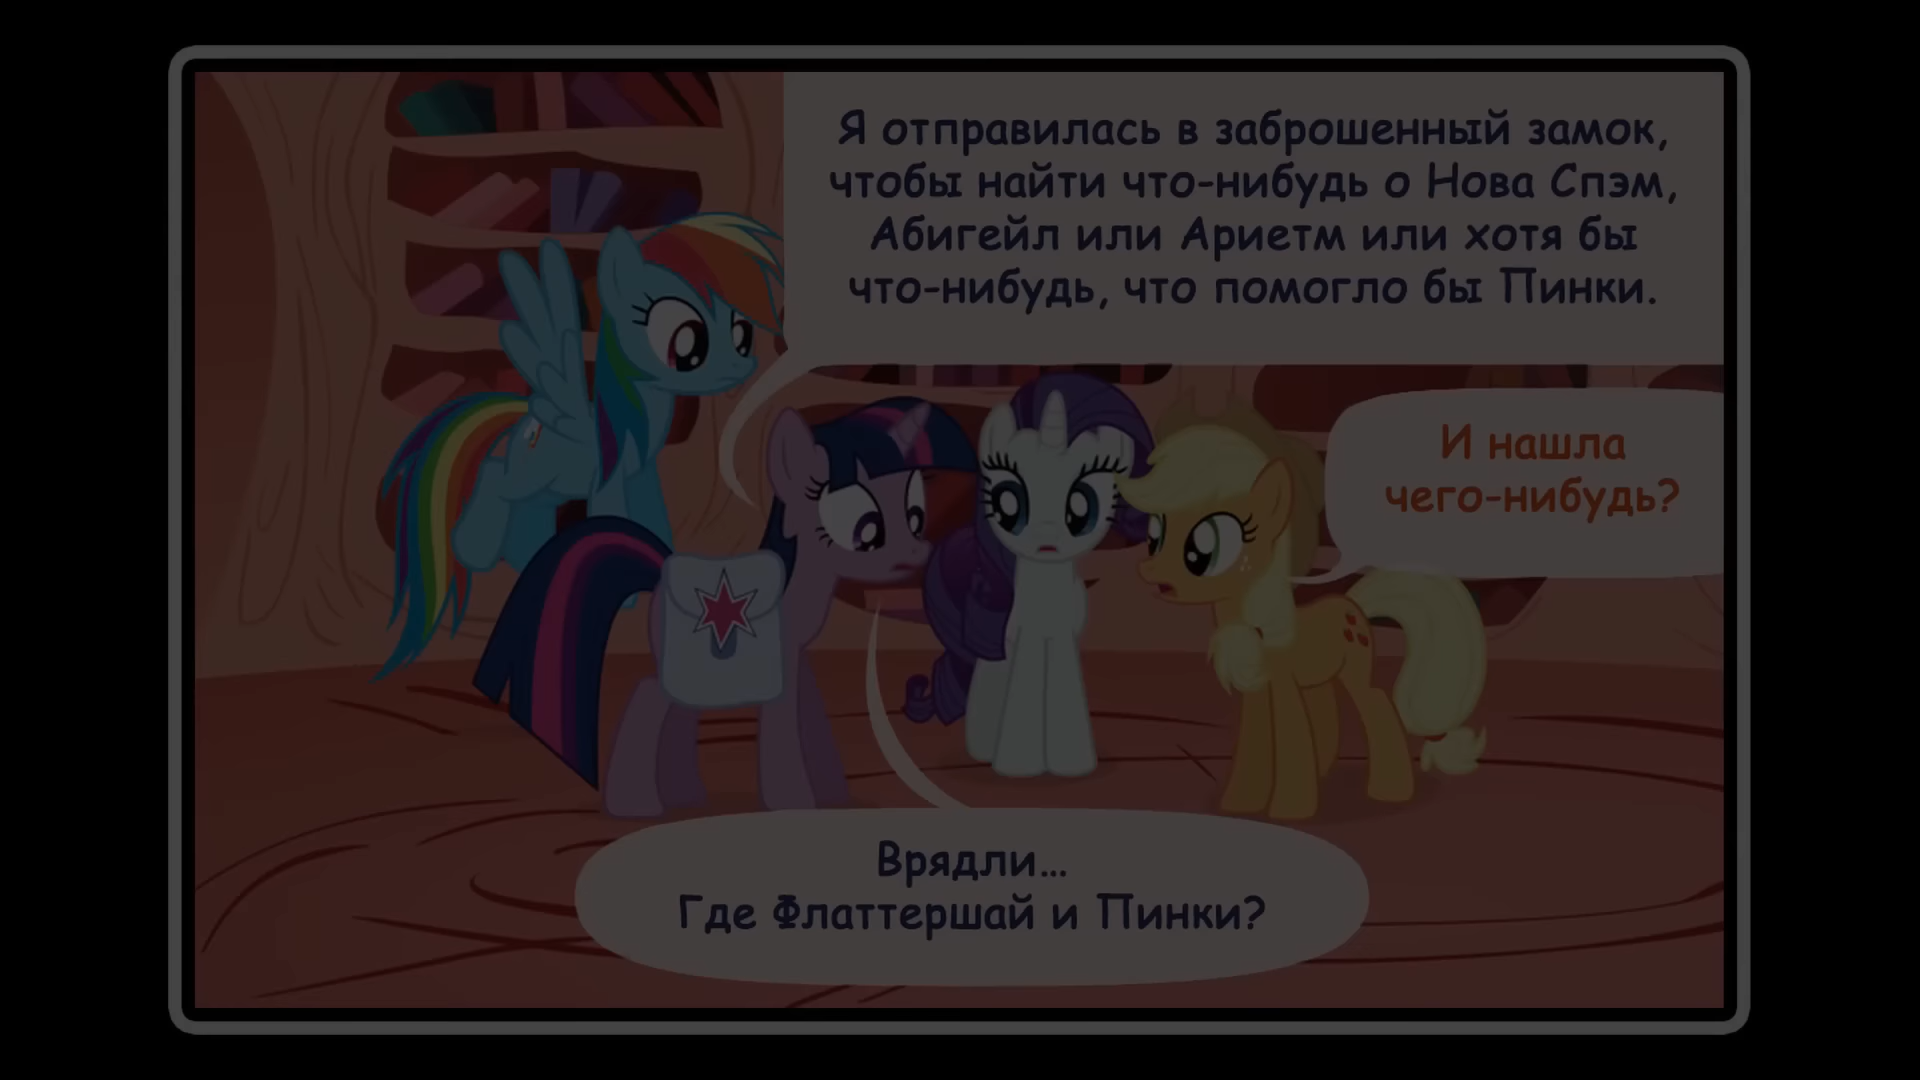 Я отправилась в заброшенный замок,
чтобы найти что-нибудь о Нова Спэм,
Абигейл или Ариетм или хотя бы
что-нибудь, что помогло бы Пинки.
И нашла
чего-нибудь?
Врядли...
Где Флаттершай и Пинки?